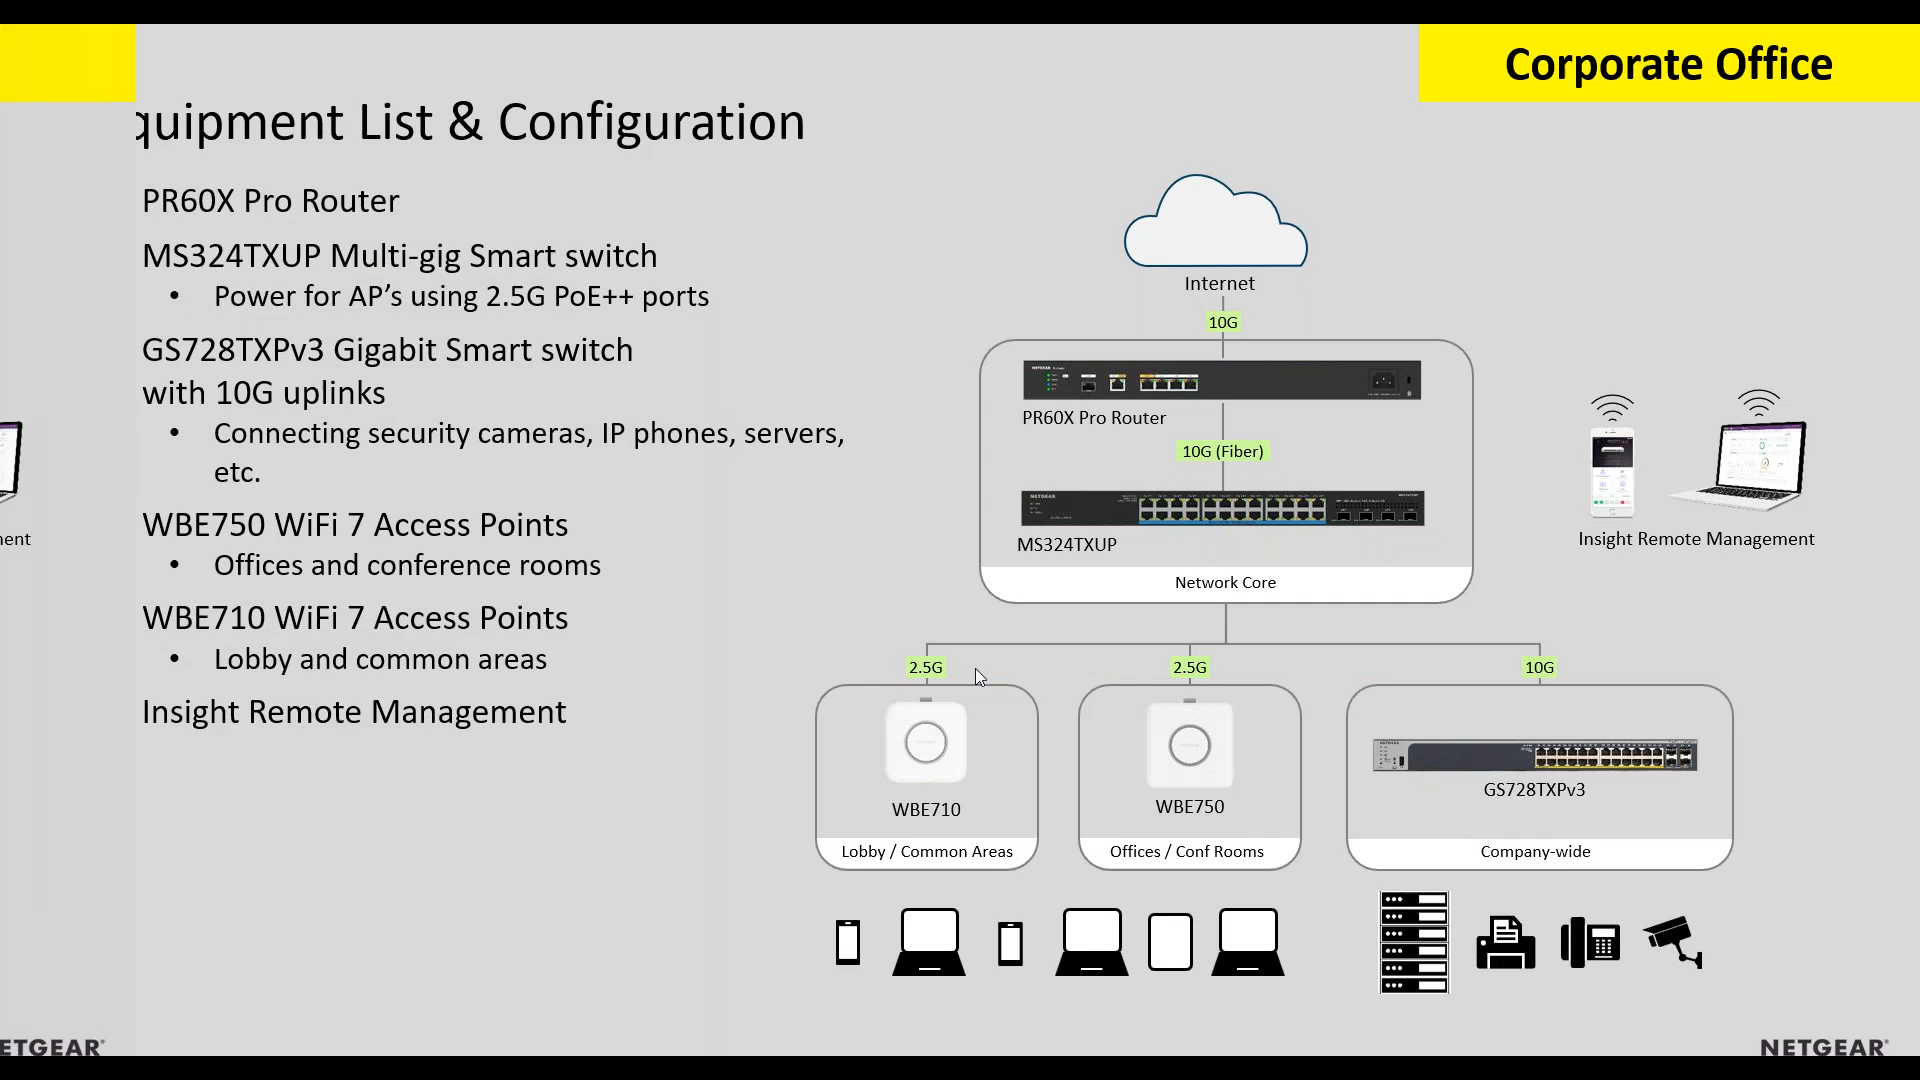 Corporate Office
quipment List & Configuration
PR60X Pro Router
MS324TXUP Multi-gig Smart switch
• Power for AP’s using 2.5G PoE++ ports
GS728TXPv3 Gigabit Smart switch
with 10G uplinks
• Connecting security cameras, IP phones, servers,
etc.
WBE750 WiFi 7 Access Points
• Offices and conference rooms
WBE710 WiFi 7 Access Points
• Lobby and common areas
Insight Remote Management
Internet
10G
NETGEAR
PR60X Pro Router
10G (Fiber)
NETGEAR
MS324TXUP
Network Core
Insight Remote Management
ent
2.5G
2.5G
10G
WBE710
Lobby / Common Areas
WBE750
Offices / Conf Rooms
NETGEAR
GS728TXPv3
Company-wide
ETGEAR
NETGEAR